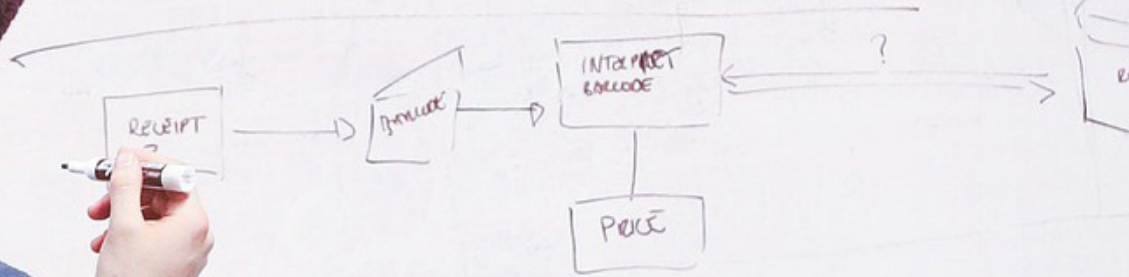 ?
RECEIPT
?
BARCODE
INTERPRET
BARCODE
PRICE